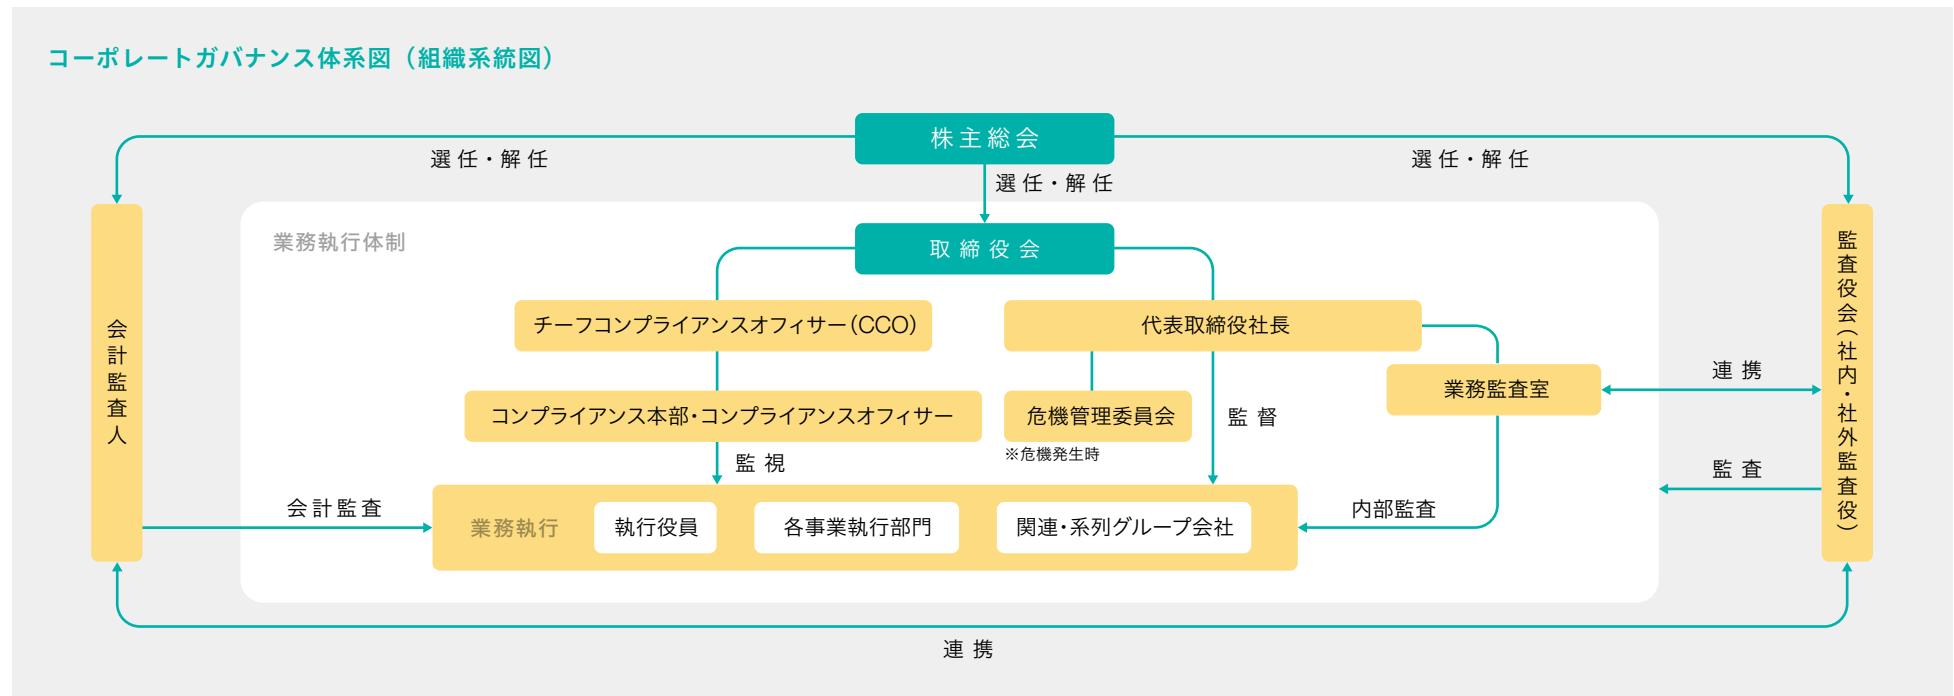 コーポレートガバナンス体系図（組織系統図）
株主総会
選任・解任
選任・解任
選任・解任
業務執行体制
取締役会
会計監査人
監査役会（社内・社外監査役）
チーフコンプライアンスオフィサー（CCO）
代表取締役社長
業務監査室
連携
コンプライアンス本部・コンプライアンスオフィサー
危機管理委員会
監督
※危機発生時
監視
監査
会計監査
業務執行
執行役員
各事業執行部門
関連・系列グループ会社
内部監査
連携